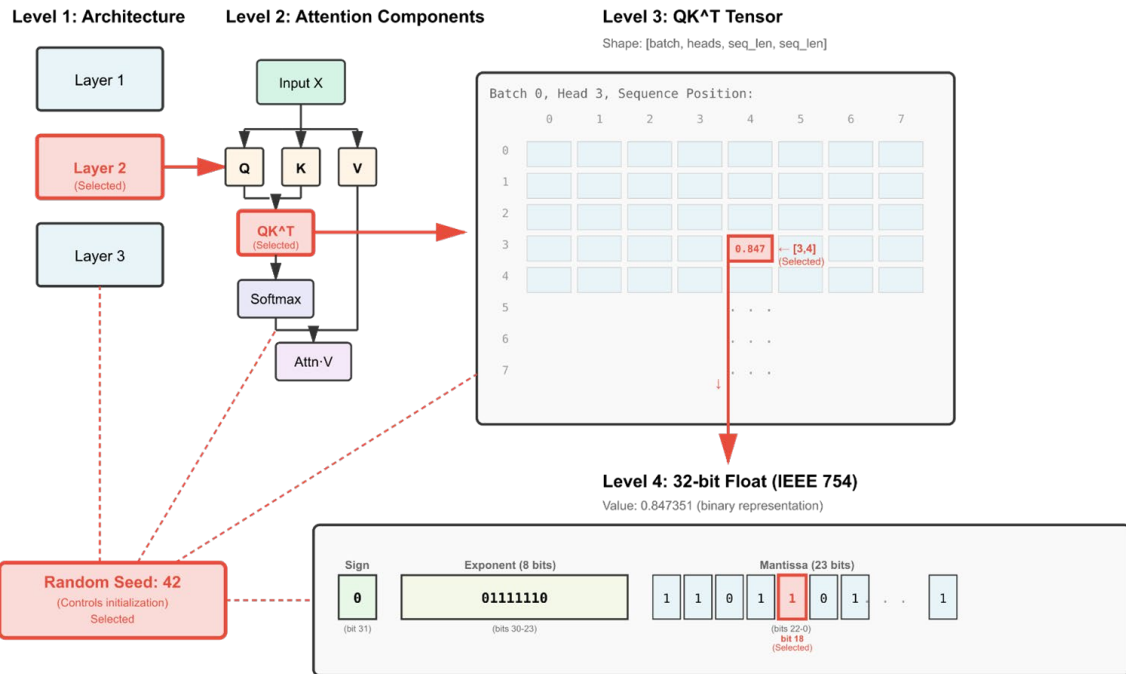 Level 1: Architecture
Level 2: Attention Components
Level 3: QK^T Tensor
Shape: [batch, heads, seq_len, seq_len]
Layer 1
Layer 2
(Selected)
Layer 3
Input X
Q K V
QK^T
(Selected)
Softmax
Attn·V
Batch 0, Head 3, Sequence Position:
0 1 2 3 4 5 6 7
0
1
2
3 0.847 ← [3,4]
(Selected)
4
5 . . .
6 . . .
7 . . .
↓
Level 4: 32-bit Float (IEEE 754)
Value: 0.847351 (binary representation)
Random Seed: 42
(Controls initialization)
Selected
Sign Exponent (8 bits) Mantissa (23 bits)
0 01111110 1 1 0 1 1 0 1 . . . 1
(bit 31) (bits 30-23) (bits 22-0)
bit 18
(Selected)